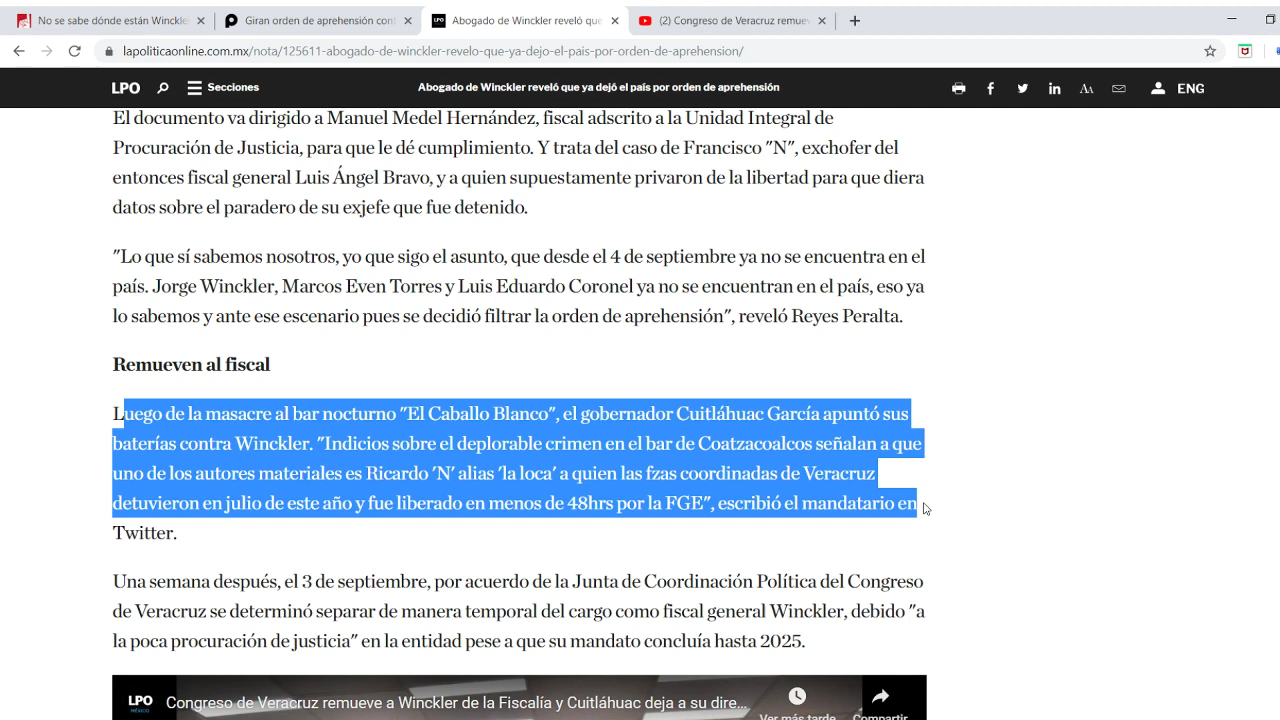 No se sabe dónde están Winckle
Giran orden de aprehensión cont
LPO Abogado de Winckler reveló que
(2) Congreso de Veracruz remuev
lapoliticaonline.com.mx/nota/125611-abogado-de-winckler-revelo-que-ya-dejo-el-pais-por-orden-de-aprehension/
LPO Secciones Abogado de Winckler reveló que ya dejó el país por orden de aprehensión AA ENG
El documento va dirigido a Manuel Medel Hernández, fiscal adscrito a la Unidad Integral de
Procuración de Justicia, para que le dé cumplimiento. Y trata del caso de Francisco "N", exchofer del
entonces fiscal general Luis Ángel Bravo, y a quien supuestamente privaron de la libertad para que diera
datos sobre el paradero de su exjefe que fue detenido.
"Lo que sí sabemos nosotros, yo que sigo el asunto, que desde el 4 de septiembre ya no se encuentra en el
país. Jorge Winckler, Marcos Even Torres y Luis Eduardo Coronel ya no se encuentran en el país, eso ya
lo sabemos y ante ese escenario pues se decidió filtrar la orden de aprehensión", reveló Reyes Peralta.
Remueven al fiscal
Luego de la masacre al bar nocturno "El Caballo Blanco", el gobernador Cuitláhuac García apuntó sus
baterías contra Winckler. "Indicios sobre el deplorable crimen en el bar de Coatzacoalcos señalan a que
uno de los autores materiales es Ricardo 'N' alias 'la loca' a quien las fzas coordinadas de Veracruz
detuvieron en julio de este año y fue liberado en menos de 48hrs por la FGE", escribió el mandatario en
Twitter.
Una semana después, el 3 de septiembre, por acuerdo de la Junta de Coordinación Política del Congreso
de Veracruz se determinó separar de manera temporal del cargo como fiscal general Winckler, debido "a
la poca procuración de justicia" en la entidad pese a que su mandato concluía hasta 2025.
LPO MÉXICO Congreso de Veracruz remueve a Winckler de la Fiscalía y Cuitláhuac deja a su dire...
Ver más tarde Compartir